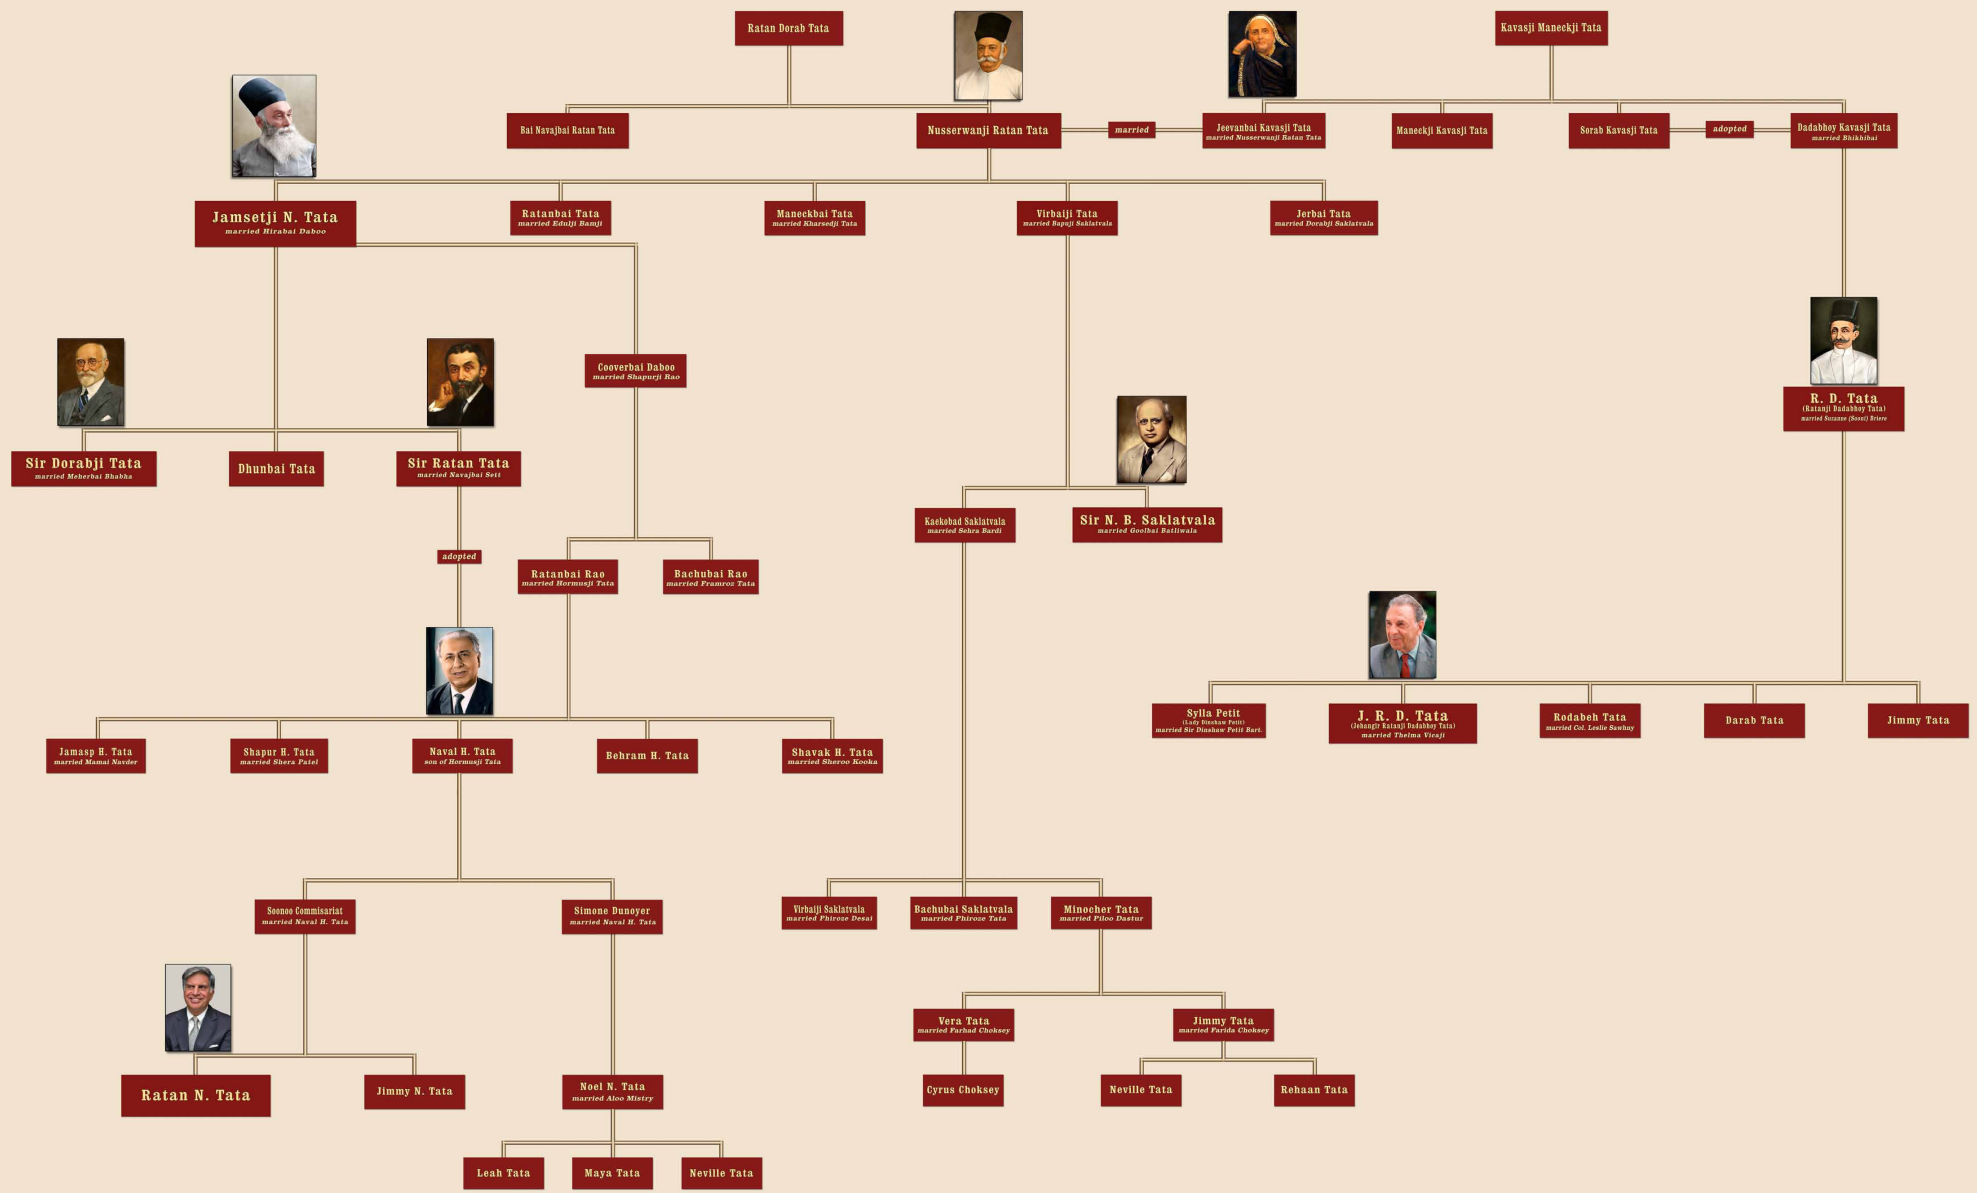 Ratan Dorab Tata
Kavasji Maneckji Tata
Bai Navajbai Ratan Tata
Nusserwanji Ratan Tata
married
Jeevanbai Kavasji Tata
married Nusserwanji Ratan Tata
Maneckji Kavasji Tata
Sorab Kavasji Tata
adopted
Dadabhoy Kavasji Tata
married Bhikhibai
Jamsetji N. Tata
married Hirabai Daboo
Ratanbai Tata
married Edulji Bamji
Maneckbai Tata
married Kharsedji Tata
Virbaiji Tata
married Bapuji Saklatvala
Jerbai Tata
married Dorabji Saklatvala
Cooverbai Daboo
married Shapurji Rao
R. D. Tata
(Ratanji Dadabhoy Tata)
married Suzanne (Sooni) Briere
Sir Dorabji Tata
married Meherbai Bhabha
Dhunbai Tata
Sir Ratan Tata
married Navajbai Sett
Kaekobad Saklatvala
married Sehra Bardi
Sir N. B. Saklatvala
married Goolbai Batliwala
adopted
Ratanbai Rao
married Hormusji Tata
Bachubai Rao
married Framroz Tata
Sylla Petit
(Lady Dinshaw Petit)
married Sir Dinshaw Petit Bart.
J. R. D. Tata
(Jehangir Ratanji Dadabhoy Tata)
married Thelma Vicaji
Rodabeh Tata
married Col. Leslie Sawhny
Darab Tata
Jimmy Tata
Jamasp H. Tata
married Mamai Navder
Shapur H. Tata
married Shera Patel
Naval H. Tata
son of Hormusji Tata
Behram H. Tata
Shavak H. Tata
married Sheroo Kooka
Soonoo Commisariat
married Naval H. Tata
Simone Dunoyer
married Naval H. Tata
Virbaiji Saklatvala
married Phiroze Desai
Bachubai Saklatvala
married Phiroze Tata
Minocher Tata
married Piloo Dastur
Vera Tata
married Farhad Choksey
Jimmy Tata
married Farida Choksey
Ratan N. Tata
Jimmy N. Tata
Noel N. Tata
married Aloo Mistry
Cyrus Choksey
Neville Tata
Rehaan Tata
Leah Tata
Maya Tata
Neville Tata